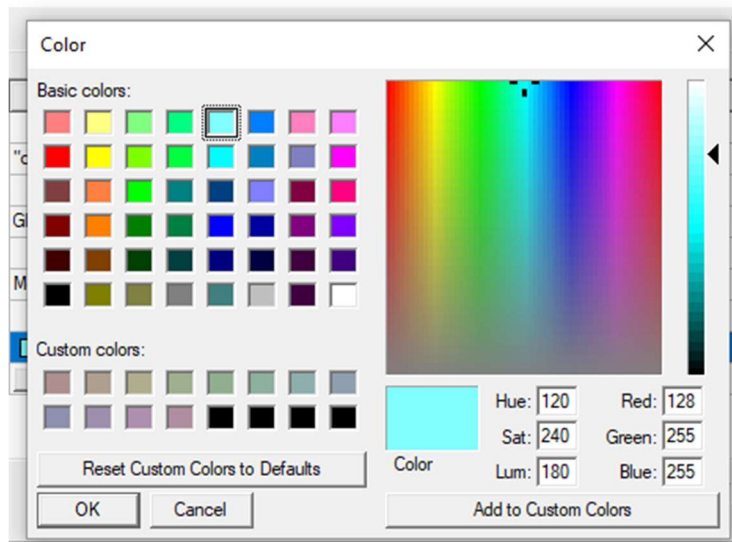 Color
Basic colors:
"c
Gl
M
Custom colors:
Reset Custom Colors to Defaults
OK Cancel
Color
Hue: 120 Red: 128
Sat: 240 Green: 255
Lum: 180 Blue: 255
Add to Custom Colors